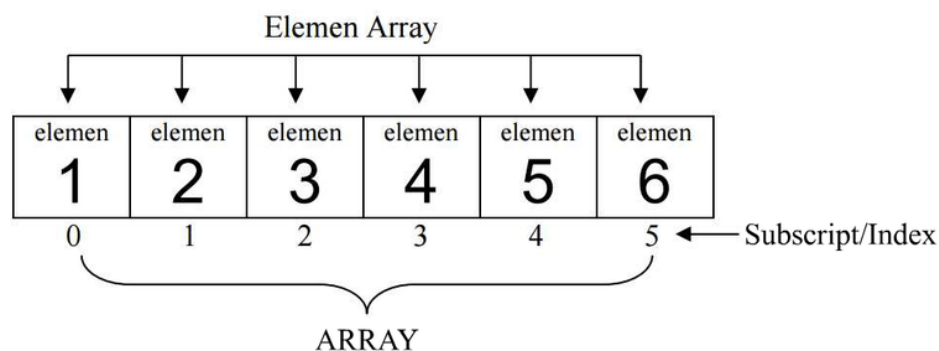 Elemen Array
elemen elemen elemen elemen elemen elemen
1 2 3 4 5 6
0 1 2 3 4 5 Subscript/Index
ARRAY